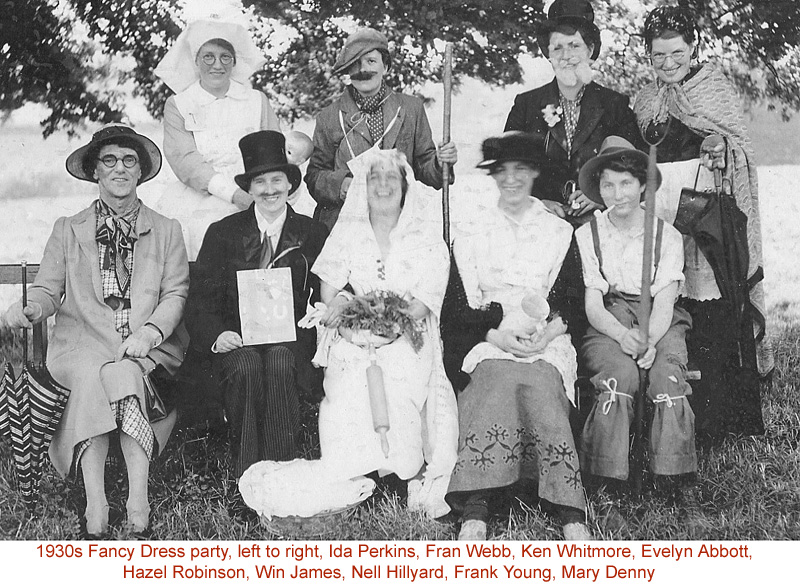 1930s Fancy Dress party, left to right, Ida Perkins, Fran Webb, Ken Whitmore, Evelyn Abbott,
Hazel Robinson, Win James, Nell Hillyard, Frank Young, Mary Denny